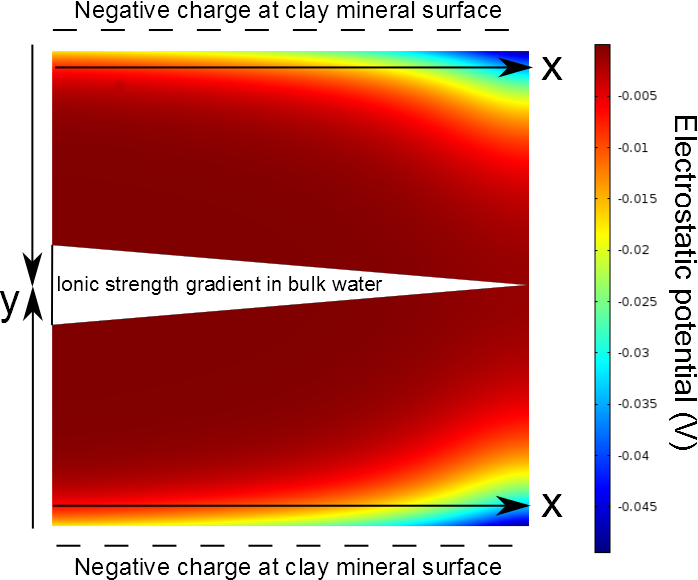 Negative charge at clay mineral surface
x
-0.005
-0.01
-0.015
-0.02
-0.025
-0.03
-0.035
-0.04
-0.045
Electrostatic potential (V)
Ionic strength gradient in bulk water
y
x
Negative charge at clay mineral surface